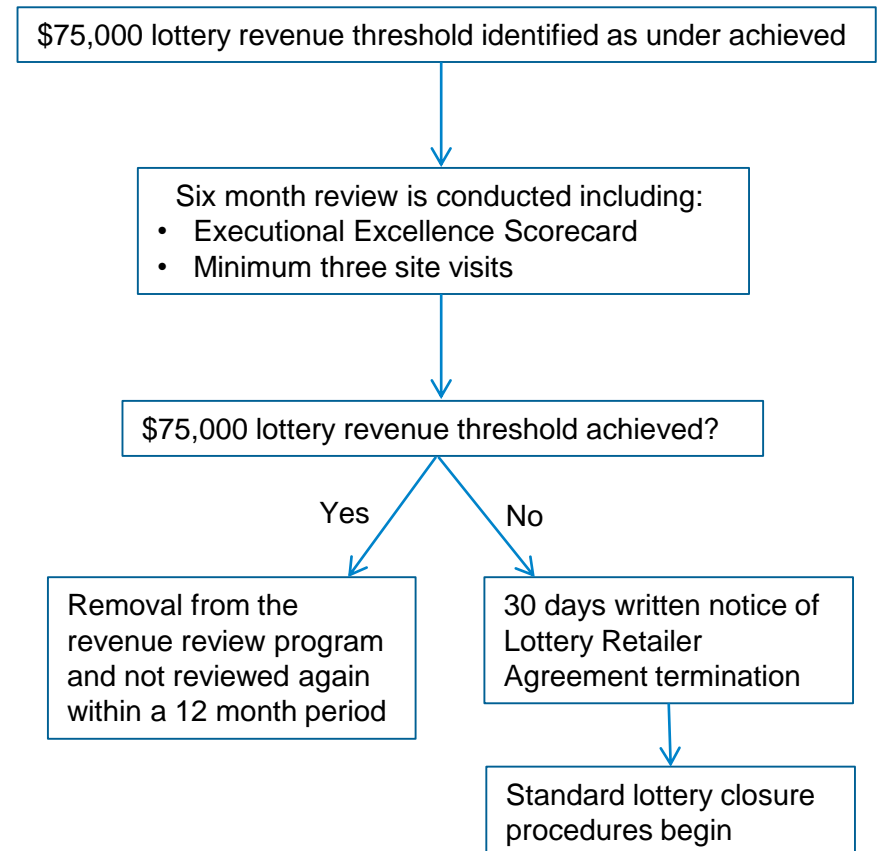 $75,000 lottery revenue threshold identified as under achieved
Six month review is conducted including:
• Executional Excellence Scorecard
• Minimum three site visits
$75,000 lottery revenue threshold achieved?
Yes
No
Removal from the
revenue review program
and not reviewed again
within a 12 month period
30 days written notice of
Lottery Retailer
Agreement termination
Standard lottery closure
procedures begin